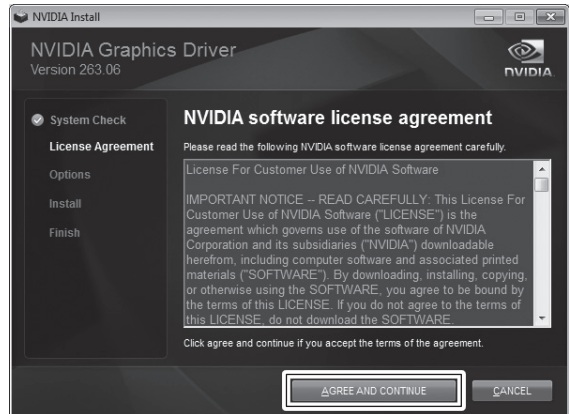 NVIDIA Install
NVIDIA Graphics Driver
Version 263.06
NVIDIA.
System Check
License Agreement
Options
Install
Finish
NVIDIA software license agreement
Please read the following NVIDIA software license agreement carefully.
License For Customer Use of NVIDIA Software
IMPORTANT NOTICE -- READ CAREFULLY: This License For
Customer Use of NVIDIA Software ("LICENSE") is the
agreement which governs use of the software of NVIDIA
Corporation and its subsidiaries ("NVIDIA") downloadable
herefrom, including computer software and associated printed
materials ("SOFTWARE"). By downloading, installing, copying,
or otherwise using the SOFTWARE, you agree to be bound by
the terms of this LICENSE. If you do not agree to the terms of
this LICENSE, do not download the SOFTWARE.
Click agree and continue if you accept the terms of the agreement.
AGREE AND CONTINUE
CANCEL